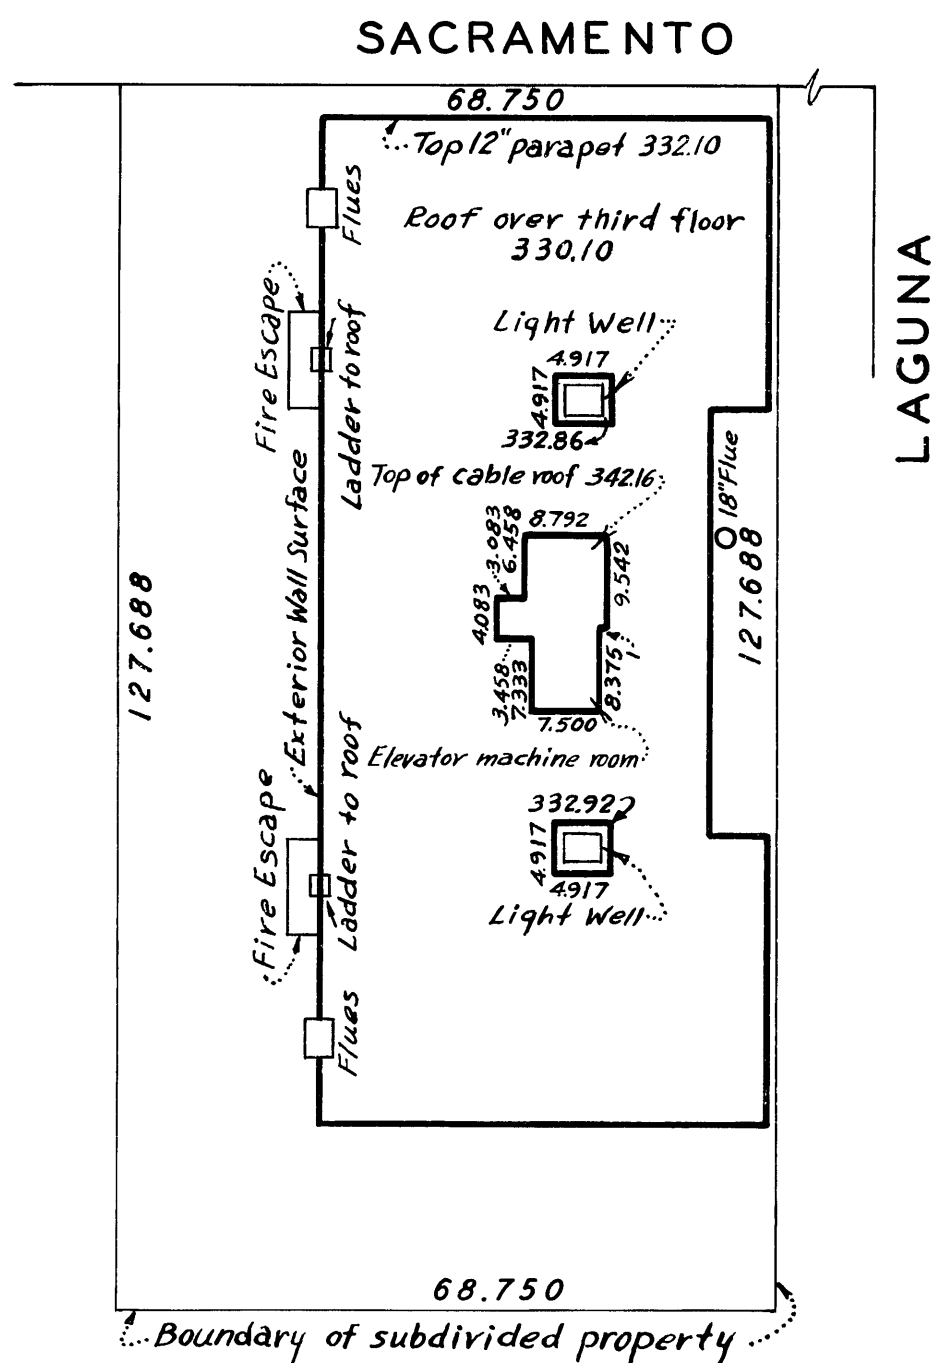 SACRAMENTO
68.750
Top 12" parapet 332.10
Flues
Roof over third floor
330.10
LAGUNA
Fire Escape
Ladder to roof
Light Well
4.917
4.917
332.86
18" Flue
Top of cable roof 342.16
8.792
3.083
6.458
9.542
127.688
127.688
Exterior Wall Surface
4.083
3.458
7.333
8.375
1
7.500
Elevator machine room
Ladder to roof
Fire Escape
332.92
4.917
4.917
Light Well
Flues
68.750
Boundary of subdivided property